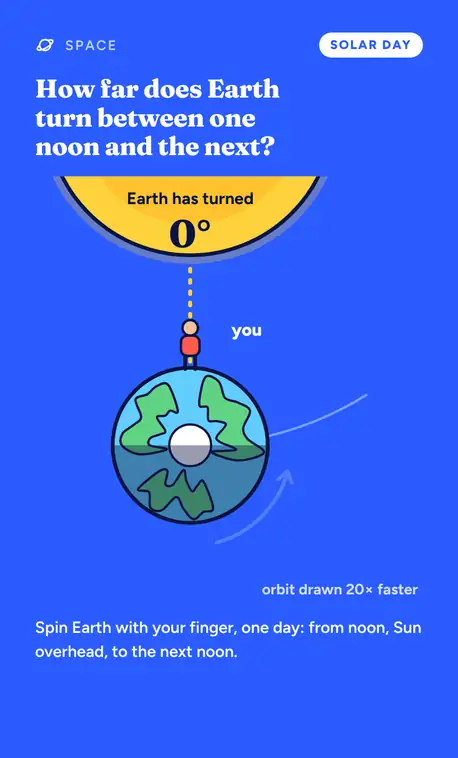 SPACE
SOLAR DAY
How far does Earth
turn between one
noon and the next?
Earth has turned
0°
you
orbit drawn 20× faster
Spin Earth with your finger, one day: from noon, Sun
overhead, to the next noon.